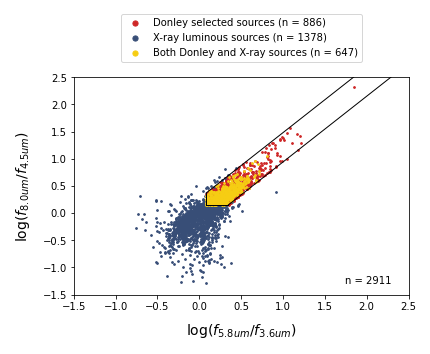 Donley selected sources (n = 886)
X-ray luminous sources (n = 1378)
Both Donley and X-ray sources (n = 647)
2.5
2.0
1.5
1.0
0.5
0.0
−0.5
−1.0
−1.5
log(f8.0um/f4.5um)
n = 2911
−1.5 −1.0 −0.5 0.0 0.5 1.0 1.5 2.0 2.5
log(f5.8um/f3.6um)